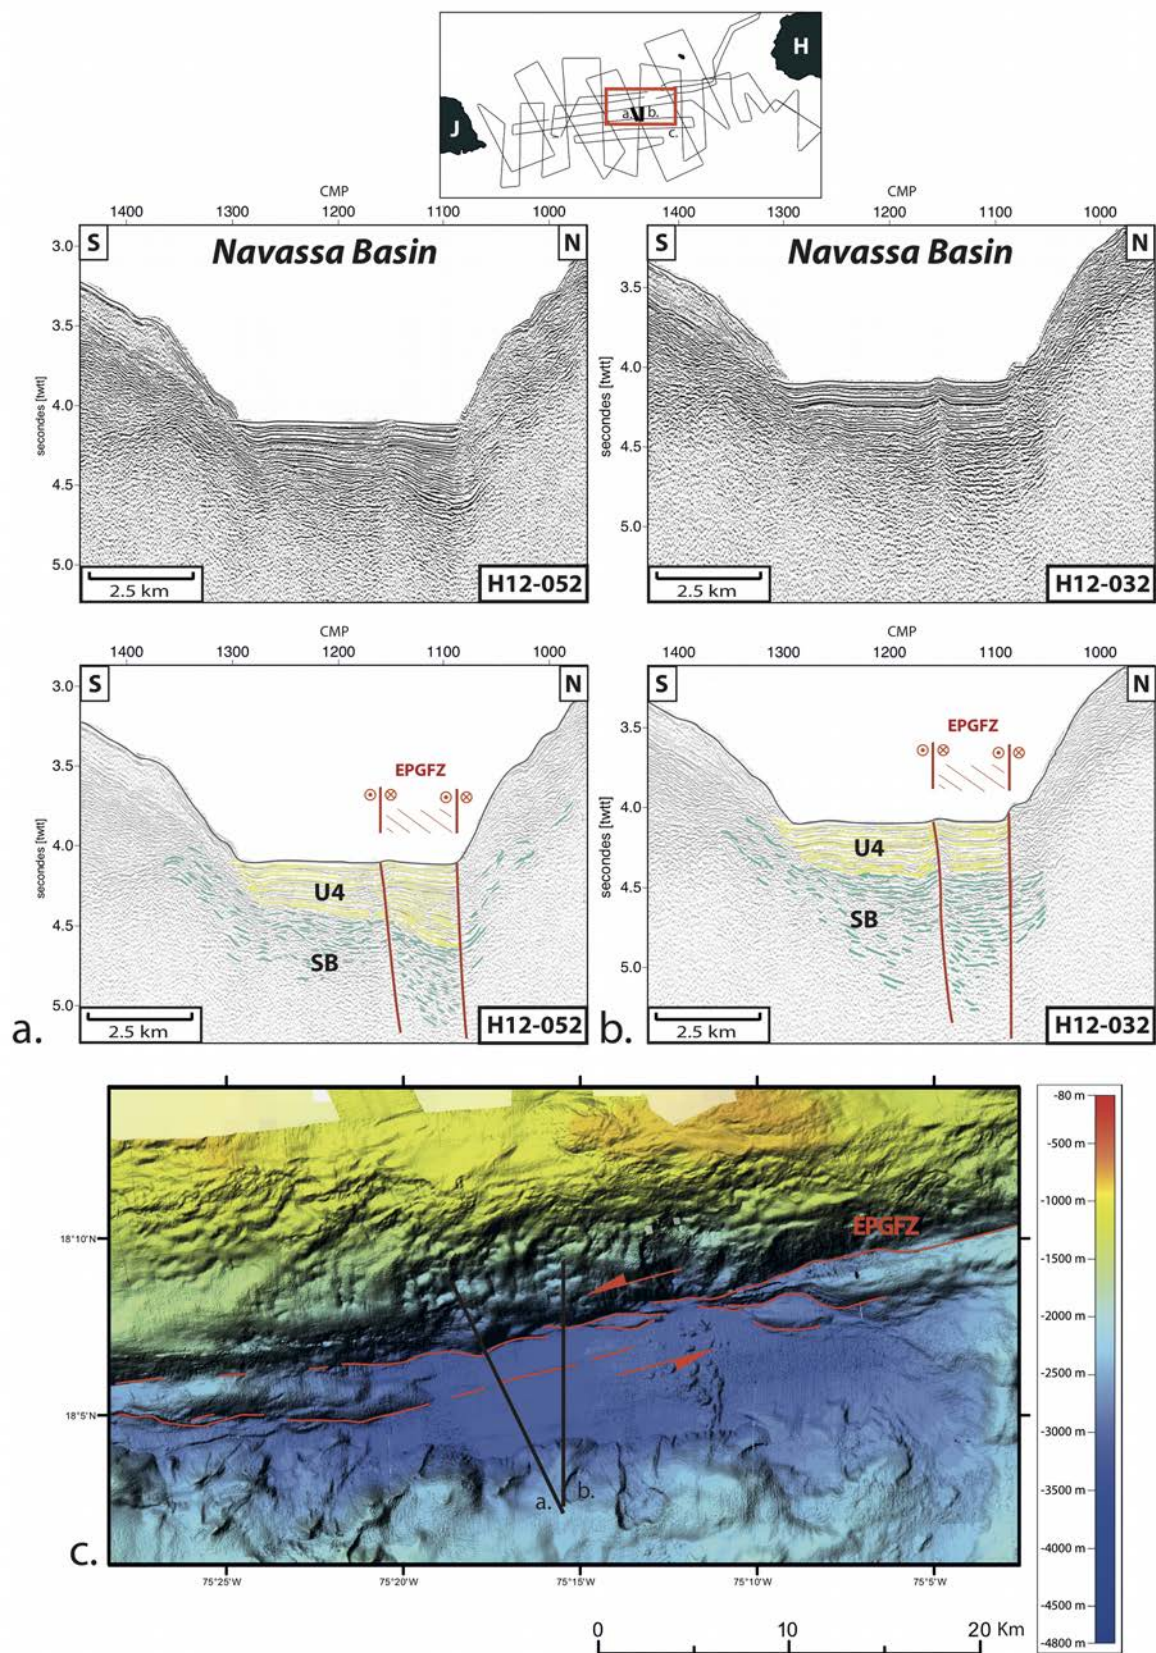 H
J
a.
b.
c.
CMP
1400 1300 1200 1100 1000
S
Navassa Basin
N
3.0
3.5
4.0
4.5
5.0
secondes [twtt]
2.5 km
H12-052
CMP
1400 1300 1200 1100 1000
S
Navassa Basin
N
3.5
4.0
4.5
5.0
secondes [twtt]
2.5 km
H12-032
CMP
1400 1300 1200 1100 1000
S
N
3.0
3.5
4.0
4.5
5.0
secondes [twtt]
EPGFZ
U4
SB
2.5 km
H12-052
a.
CMP
1400 1300 1200 1100 1000
S
N
3.5
4.0
4.5
5.0
secondes [twtt]
EPGFZ
U4
SB
2.5 km
H12-032
b.
EPGFZ
18°10'N
18°5'N
a.
b.
c.
75°25'W 75°20'W 75°15'W 75°10'W 75°5'W
-80 m
-500 m
-1000 m
-1500 m
-2000 m
-2500 m
-3000 m
-3500 m
-4000 m
-4500 m
-4800 m
0 10 20 Km